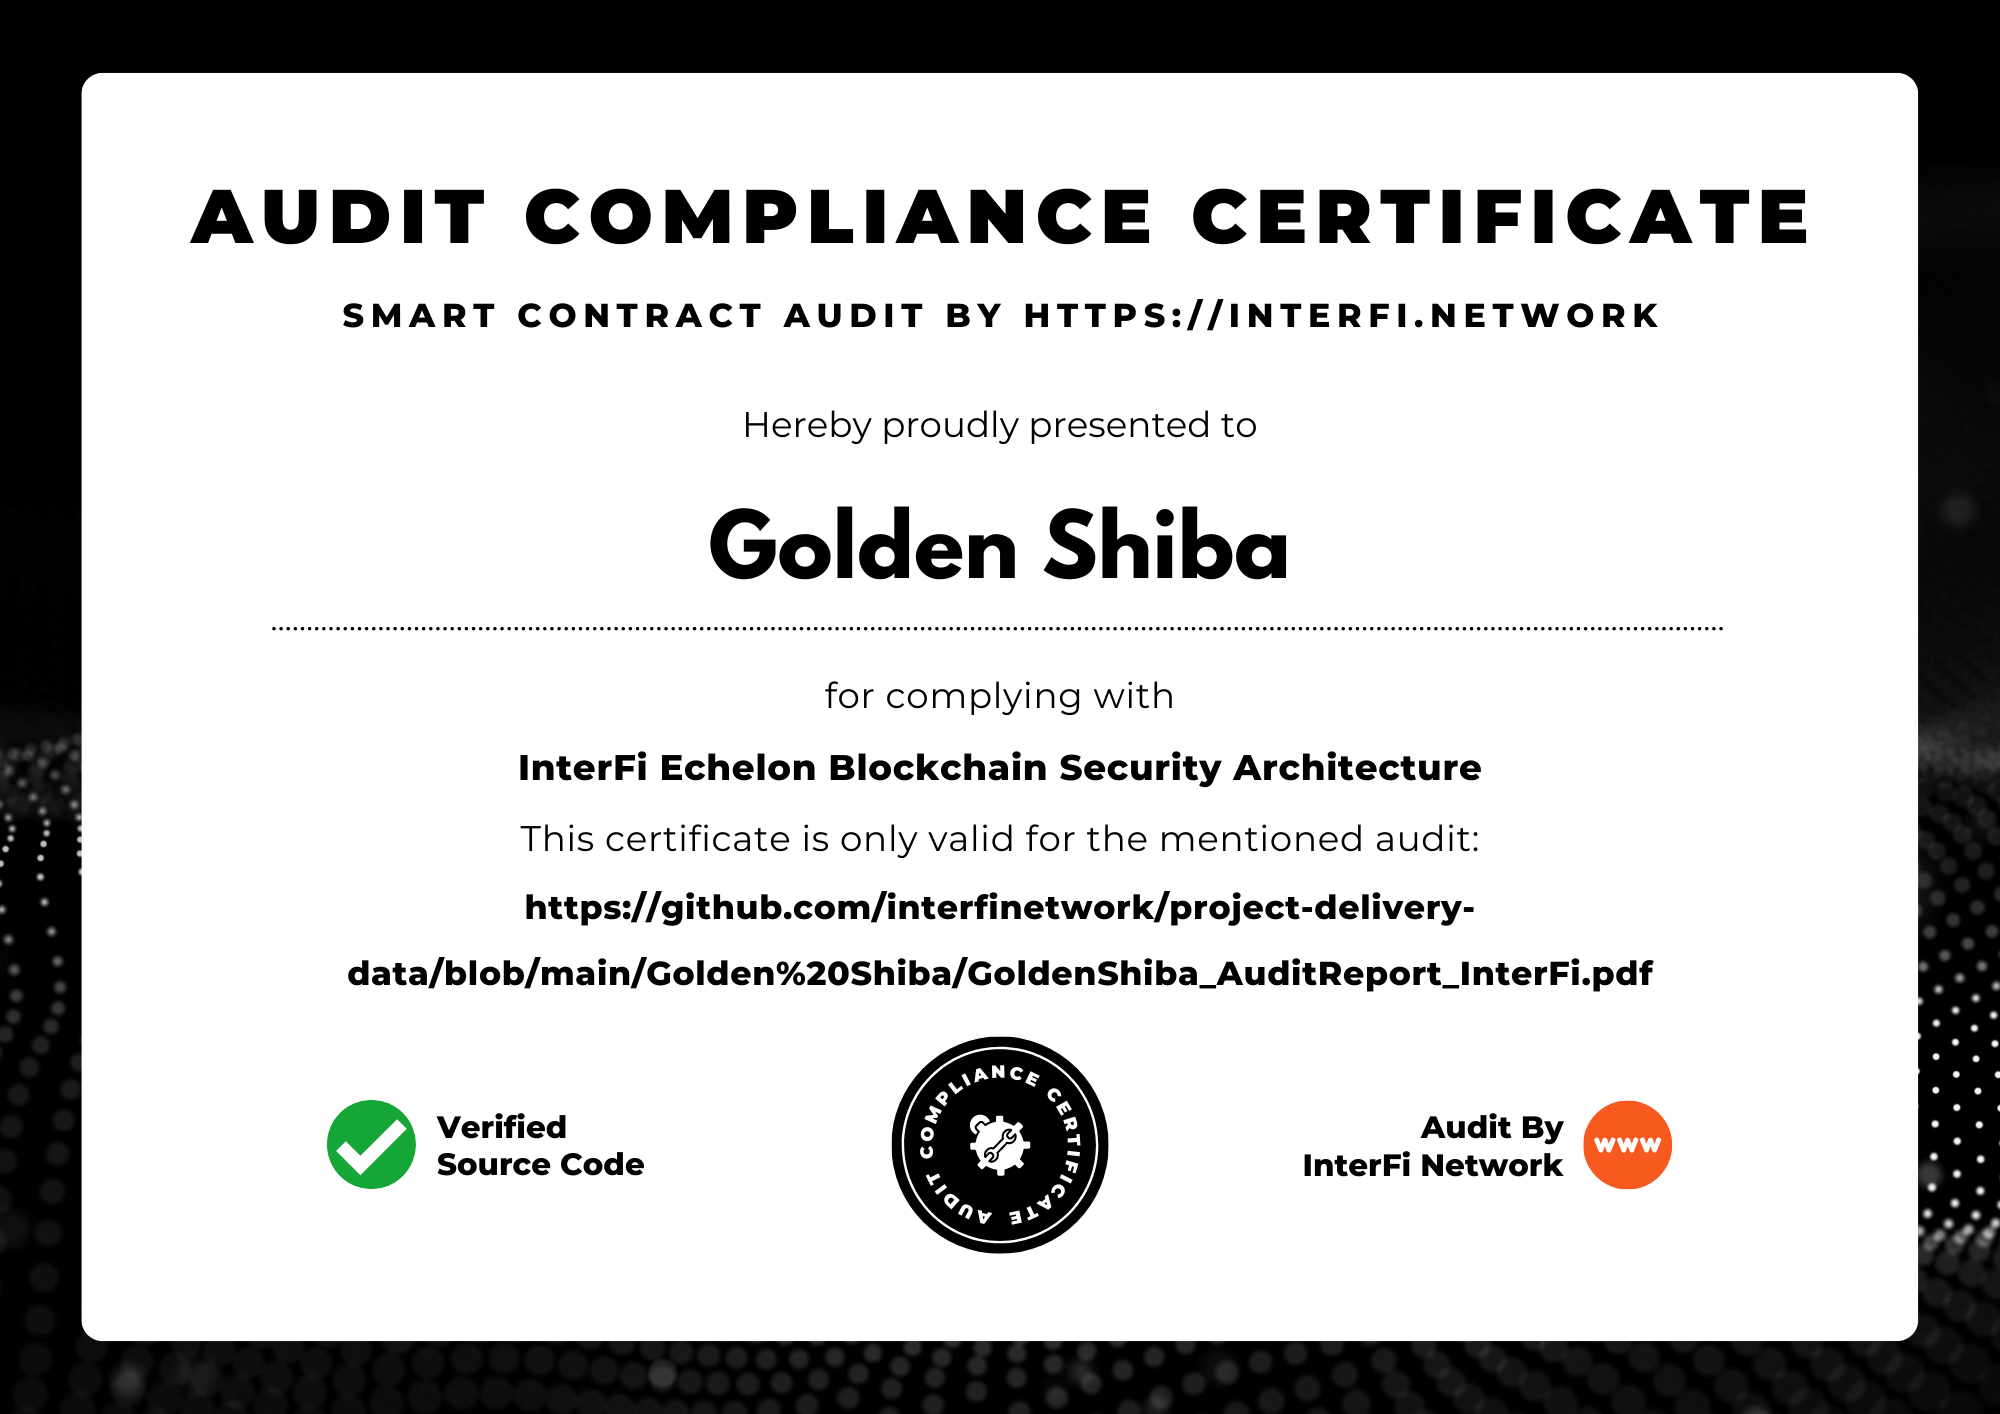 AUDIT COMPLIANCE CERTIFICATE
SMART CONTRACT AUDIT BY HTTPS://INTERFI.NETWORK
Hereby proudly presented to
Golden Shiba
for complying with
InterFi Echelon Blockchain Security Architecture
This certificate is only valid for the mentioned audit:
https://github.com/interfinetwork/project-delivery-
data/blob/main/Golden%20Shiba/GoldenShiba_AuditReport_InterFi.pdf
Verified
Source Code
AUDIT COMPLIANCE CERTIFICATE
Audit By
InterFi Network
www